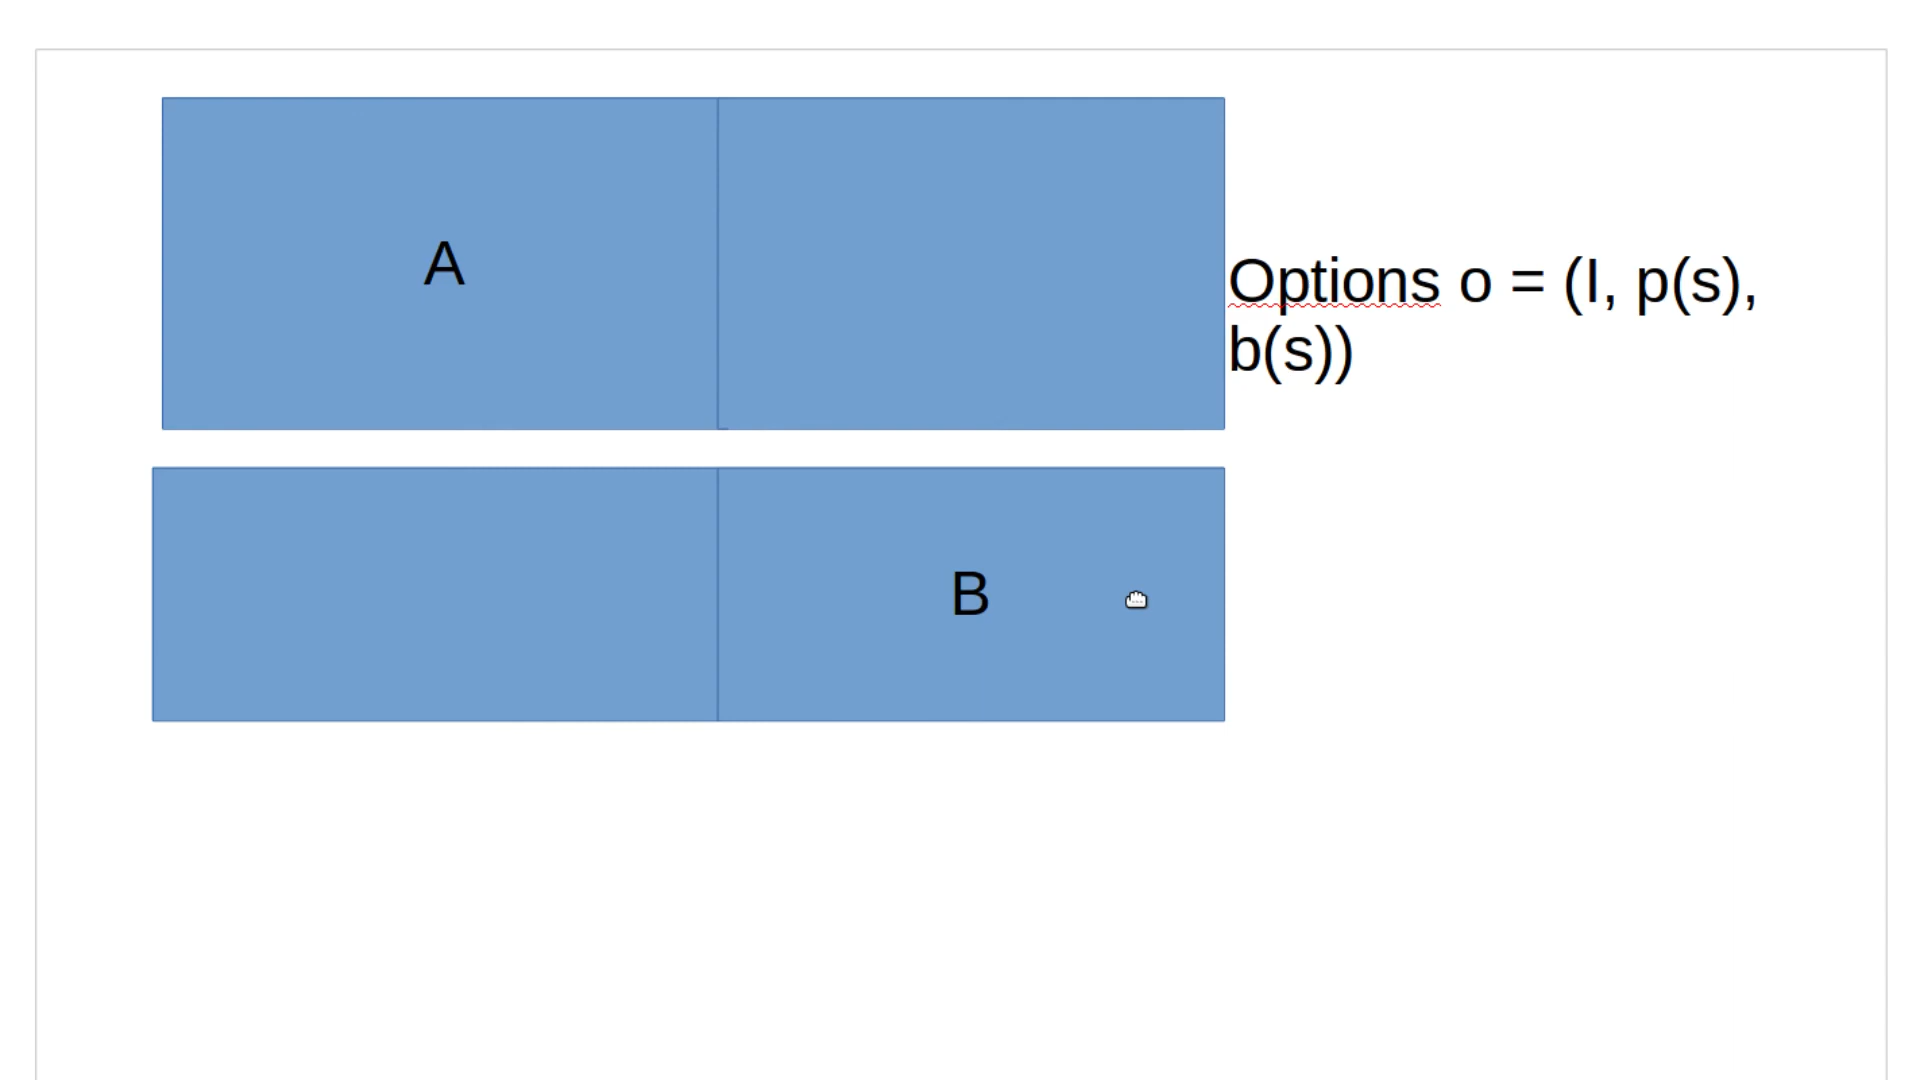 A
Options o = (I, p(s),
b(s))
B